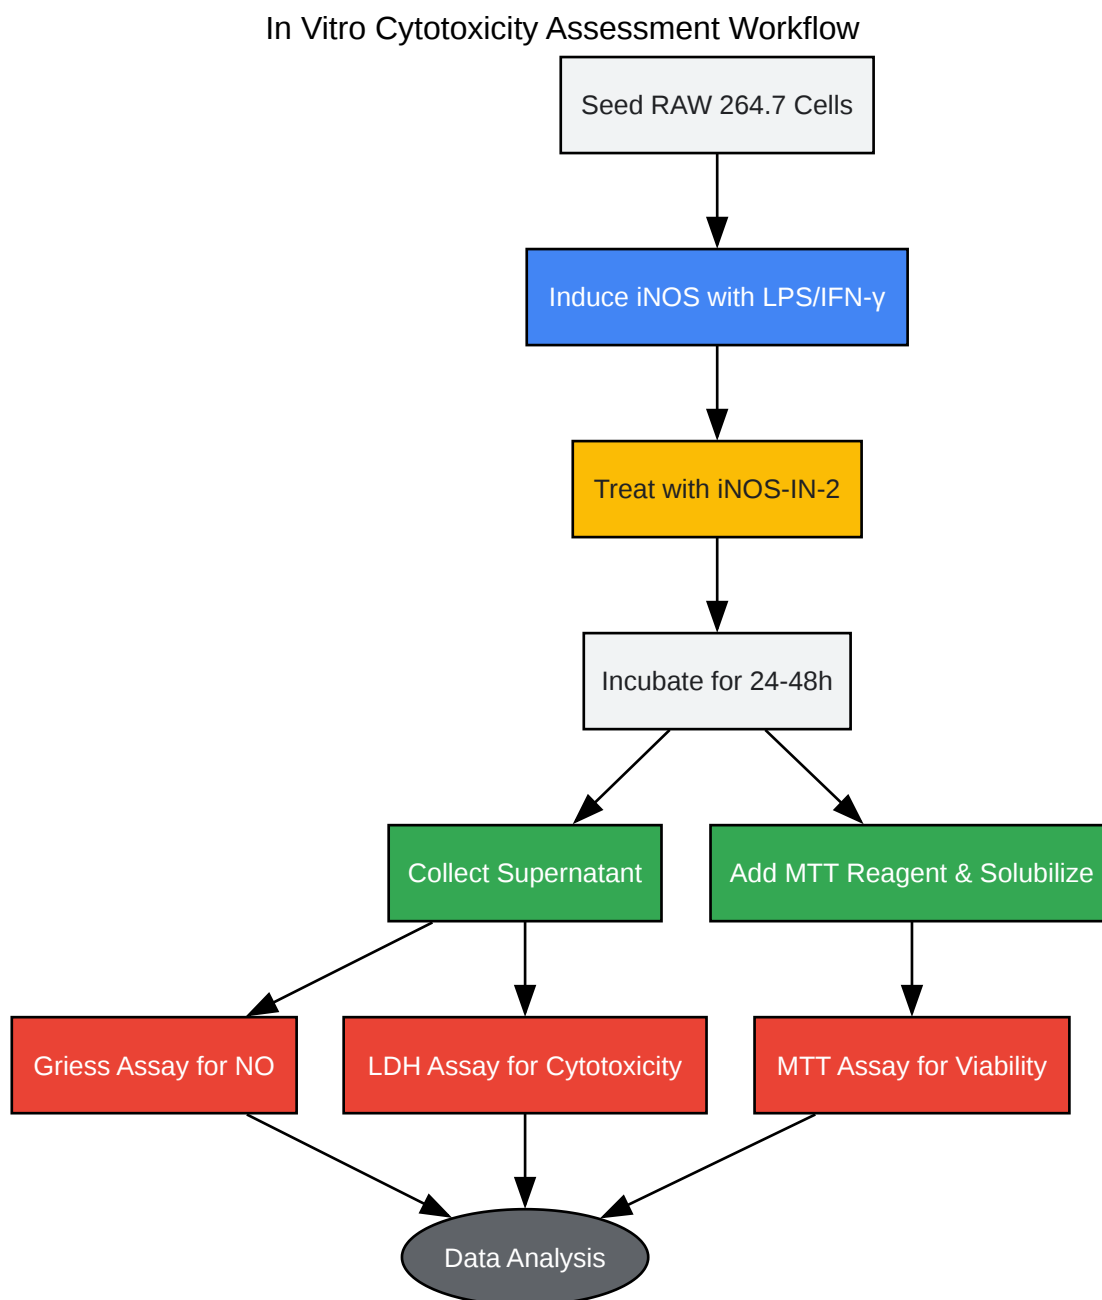 In Vitro Cytotoxicity Assessment Workflow
Seed RAW 264.7 Cells
Induce iNOS with LPS/IFN-γ
Treat with iNOS-IN-2
Incubate for 24-48h
Collect Supernatant
Add MTT Reagent & Solubilize
Griess Assay for NO
LDH Assay for Cytotoxicity
MTT Assay for Viability
Data Analysis